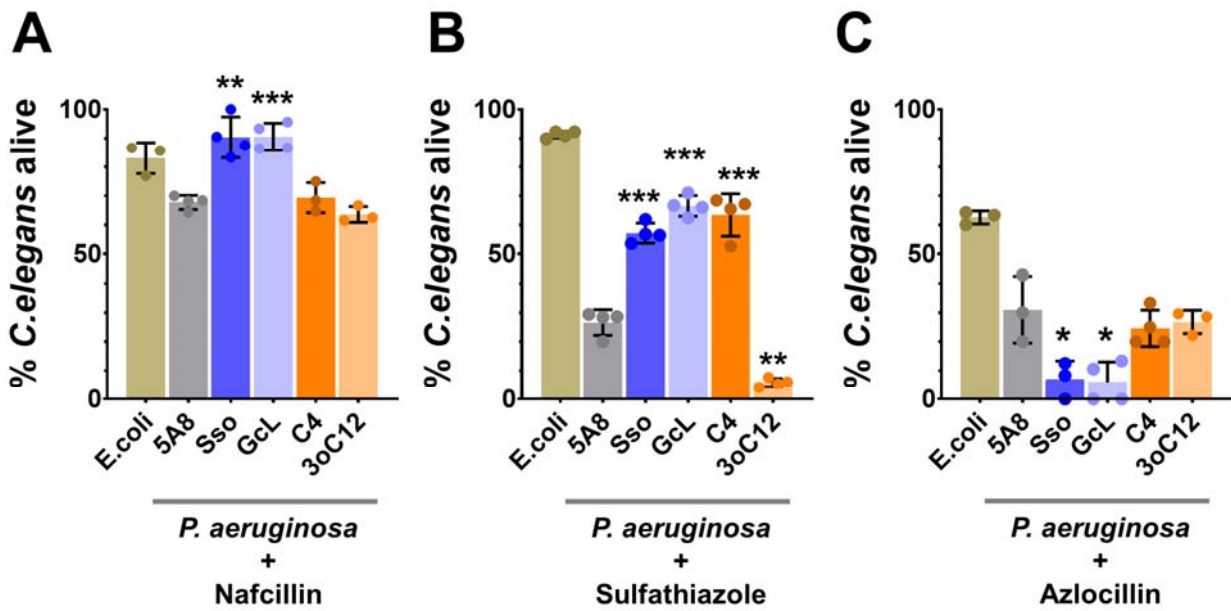 A
% C.elegans alive
100
50
0
** ***
E.coli
5A8
Sso
GcL
C4
3oC12
P. aeruginosa
+
Nafcillin
B
% C.elegans alive
100
50
0
*** *** *** **
E.coli
5A8
Sso
GcL
C4
3oC12
P. aeruginosa
+
Sulfathiazole
C
% C.elegans alive
100
50
0
* *
E.coli
5A8
Sso
GcL
C4
3oC12
P. aeruginosa
+
Azlocillin